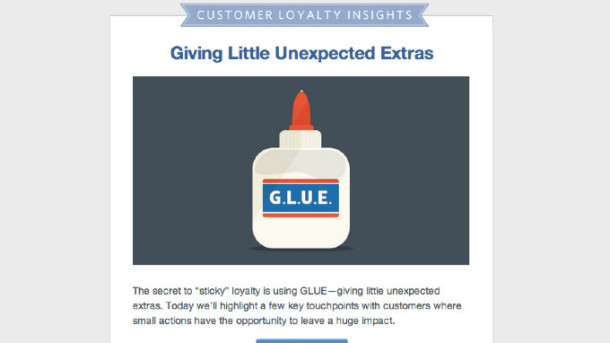 CUSTOMER LOYALTY INSIGHTS
Giving Little Unexpected Extras
G.L.U.E.
The secret to "sticky" loyalty is using GLUE—giving little unexpected
extras. Today we'll highlight a few key touchpoints with customers where
small actions have the opportunity to leave a huge impact.